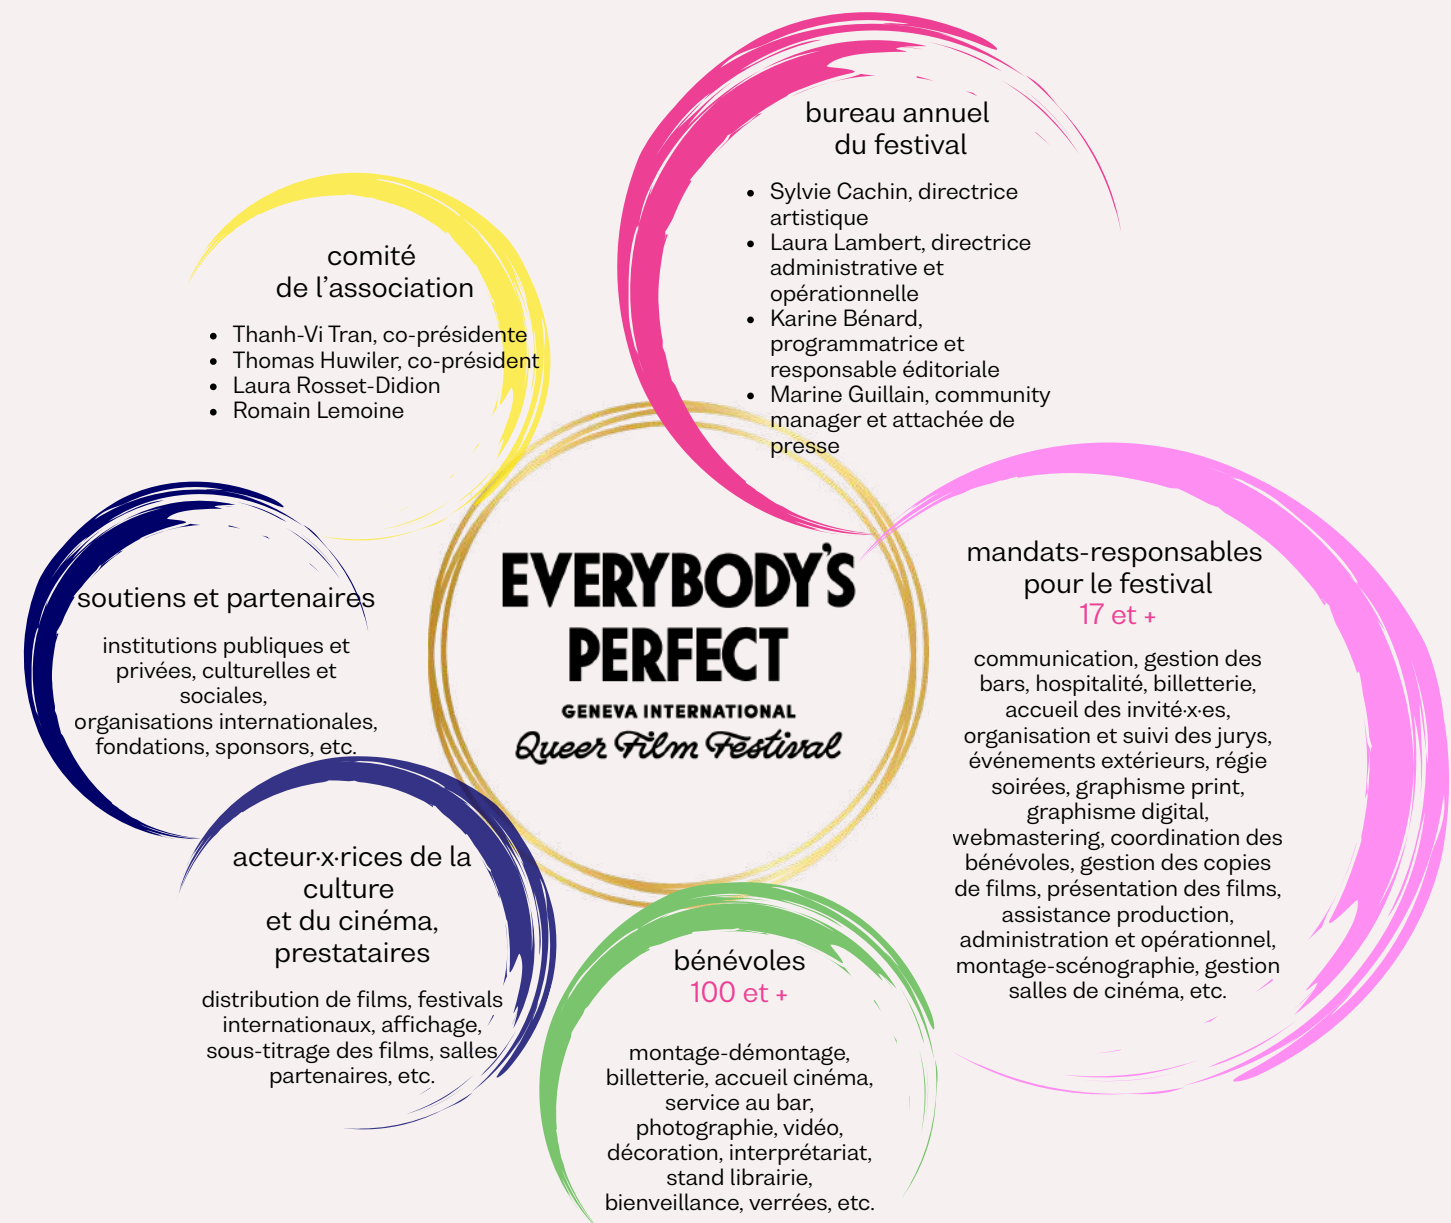 bureau annuel
du festival
• Sylvie Cachin, directrice
artistique
• Laura Lambert, directrice
administrative et
opérationnelle
• Karine Bénard,
programmatrice et
responsable éditoriale
• Marine Guillain, community
manager et attachée de
presse
comité
de l’association
• Thanh-Vi Tran, co-présidente
• Thomas Huwiler, co-président
• Laura Rosset-Didion
• Romain Lemoine
EVERYBODY'S
PERFECT
GENEVA INTERNATIONAL
Queer Film Festival
mandats-responsables
pour le festival
17 et +
communication, gestion des
bars, hospitalité, billetterie,
accueil des invité·x·es,
organisation et suivi des jurys,
événements extérieurs, régie
soirées, graphisme print,
graphisme digital,
webmastering, coordination des
bénévoles, gestion des copies
de films, présentation des films,
assistance production,
administration et opérationnel,
montage-scénographie, gestion
salles de cinéma, etc.
soutiens et partenaires
institutions publiques et
privées, culturelles et
sociales,
organisations internationales,
fondations, sponsors, etc.
acteur·x·rices de la
culture
et du cinéma,
prestataires
distribution de films, festivals
internationaux, affichage,
sous-titrage des films, salles
partenaires, etc.
bénévoles
100 et +
montage-démontage,
billetterie, accueil cinéma,
service au bar,
photographie, vidéo,
décoration, interprétariat,
stand librairie,
bienveillance, verrées, etc.